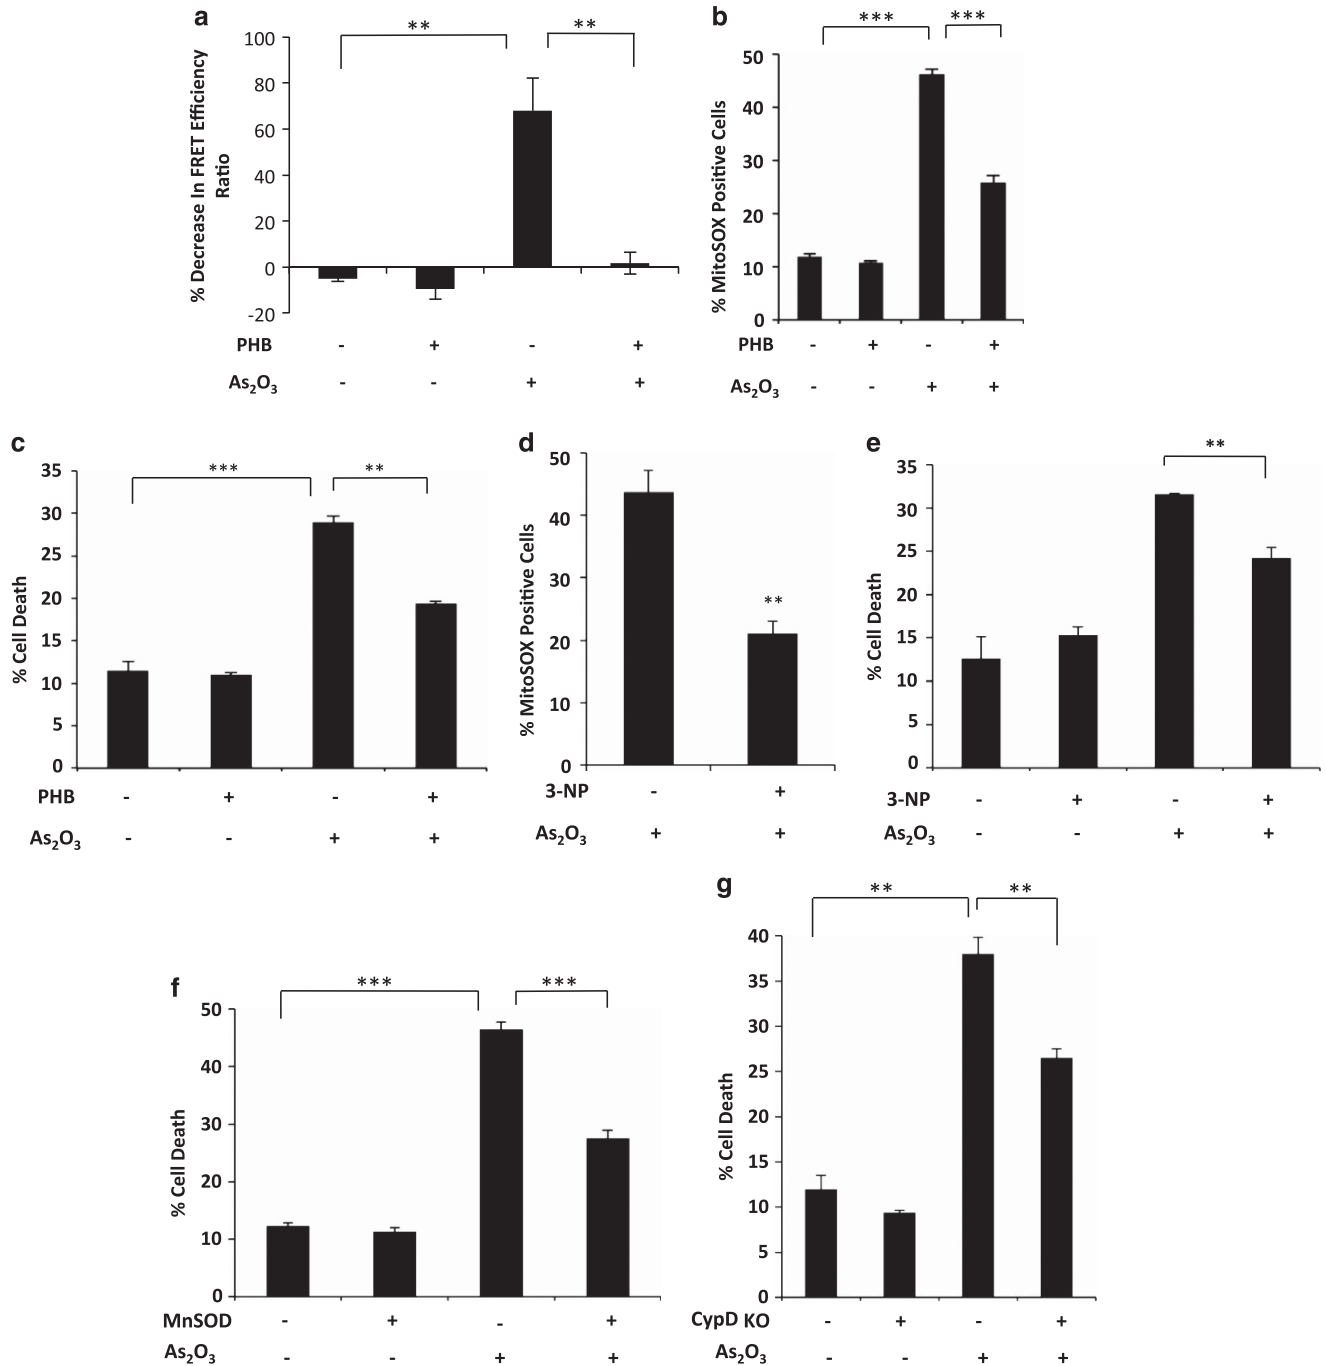 a
** **
% Decrease In FRET Efficiency
Ratio
100
80
60
40
20
0
-20
PHB - + - +
As2O3 - - + +
b
*** ***
% MitoSOX Positive Cells
50
40
30
20
10
0
PHB - + - +
As2O3 - - + +
c
*** **
% Cell Death
35
30
25
20
15
10
5
0
PHB - + - +
As2O3 - - + +
d
% MitoSOX Positive Cells
50
40
30
20
10
0
**
3-NP - +
As2O3 + +
e
**
% Cell Death
35
30
25
20
15
10
5
0
3-NP - + - +
As2O3 - - + +
f
*** ***
% Cell Death
50
40
30
20
10
0
MnSOD - + - +
As2O3 - - + +
g
** **
% Cell Death
40
35
30
25
20
15
10
5
0
CypD KO - + - +
As2O3 - - + +